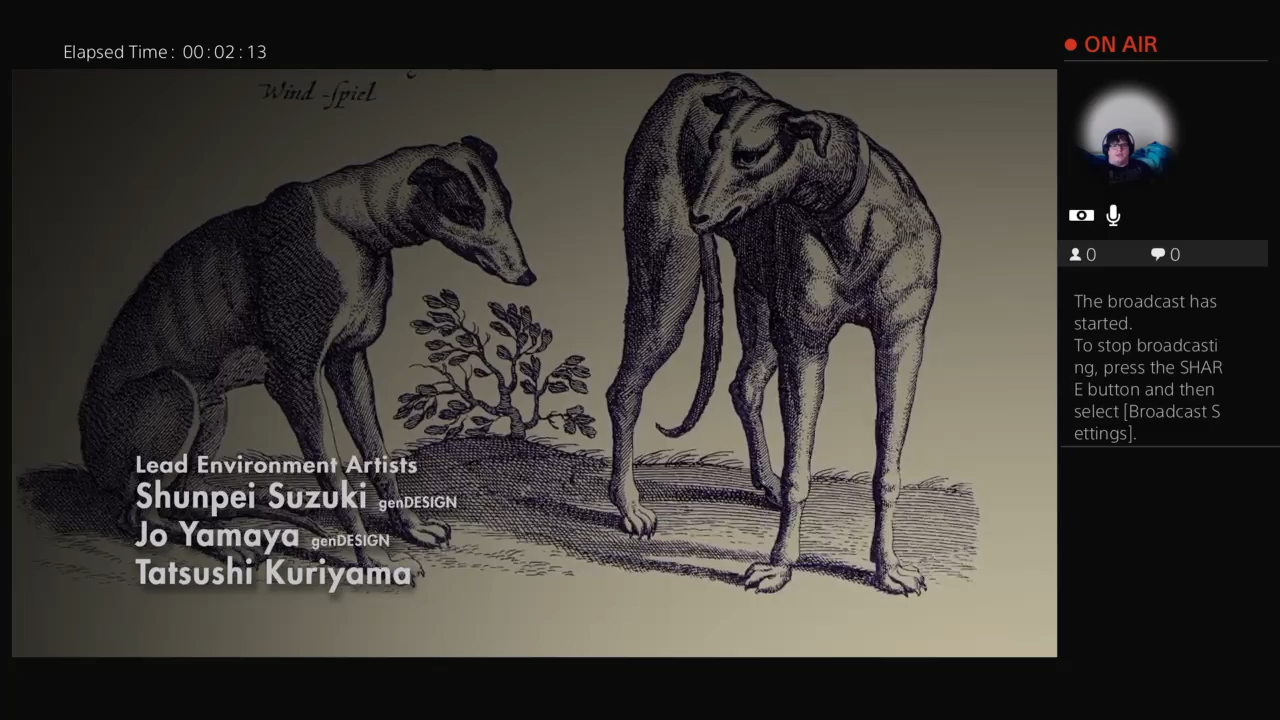 Elapsed Time: 00:02:13
ON AIR
Wind-spiel
0 0
The broadcast has
started.
To stop broadcasti
ng, press the SHAR
E button and then
select [Broadcast S
ettings].
Lead Environment Artists
Shunpei Suzuki genDESIGN
Jo Yamaya genDESIGN
Tatsushi Kuriyama